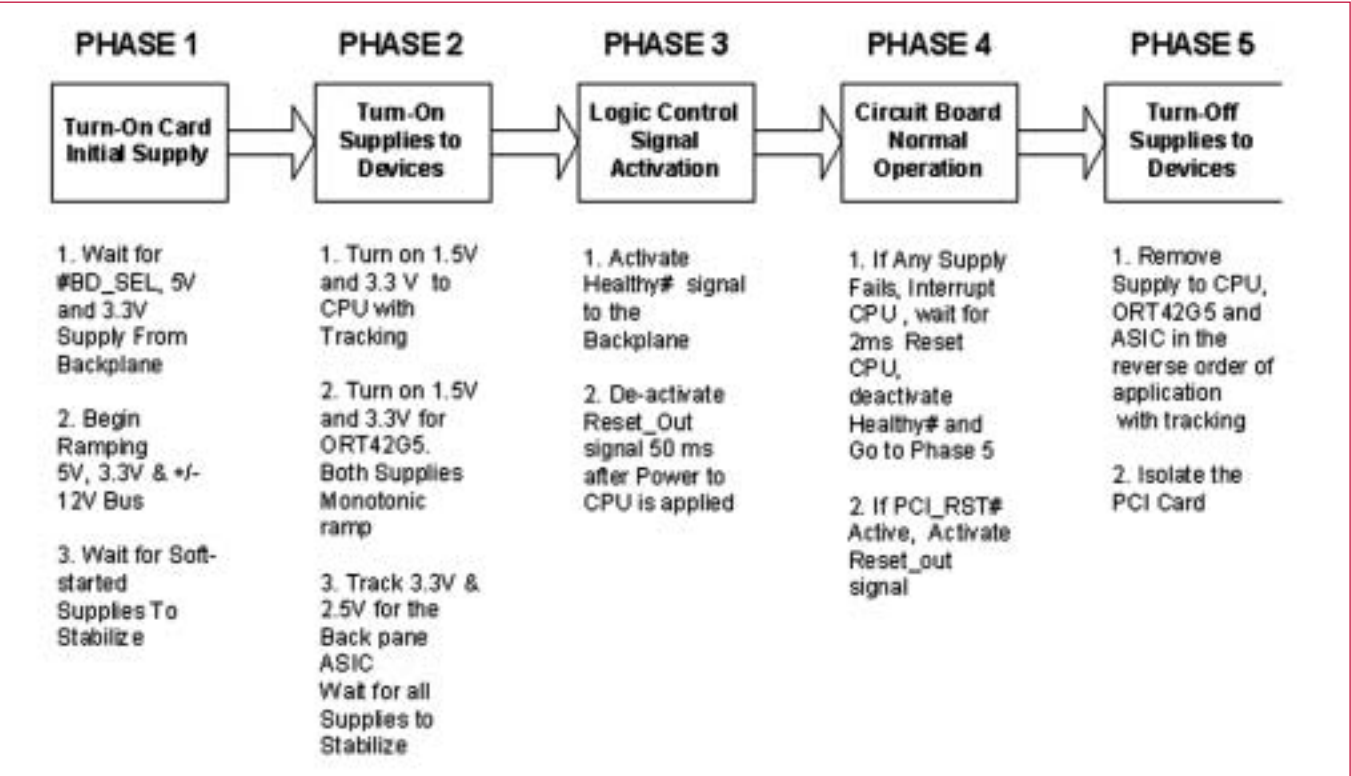 PHASE 1
Turn-On Card
Initial Supply
1. Wait for
#BD_SEL, 5V
and 3.3V
Supply From
Backplane
2. Begin
Ramping
5V, 3.3V & +/-
12V Bus
3. Wait for Soft-
started
Supplies To
Stabilize
PHASE 2
Turn-On
Supplies to
Devices
1. Turn on 1.5V
and 3.3 V to
CPU with
Tracking
2. Turn on 1.5V
and 3.3V for
ORT42G5.
Both Supplies
Monotonic
ramp
3. Track 3.3V &
2.5V for the
Back pane
ASIC
Wait for all
Supplies to
Stabilize
PHASE 3
Logic Control
Signal
Activation
1. Activate
Healthy# signal
to the
Backplane
2. De-activate
Reset_Out
signal 50 ms
after Power to
CPU is applied
PHASE 4
Circuit Board
Normal
Operation
1. If Any Supply
Fails, Interrupt
CPU , wait for
2ms Reset
CPU,
deactivate
Healthy# and
Go to Phase 5
2. If PCI_RST#
Active, Activate
Reset_out
signal
PHASE 5
Turn-Off
Supplies to
Devices
1. Remove
Supply to CPU,
ORT42G5 and
ASIC in the
reverse order of
application
with tracking
2. Isolate the
PCI Card